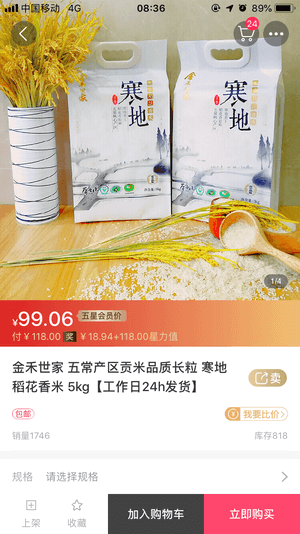 中国移动 4G 08:36
24
寒地 寒地
1/4
¥99.06 五星会员价
付¥118.00 奖 ¥18.94+118.00星力值
金禾世家 五常产区贡米品质长粒 寒地
稻花香米 5kg【工作日24h发货】
卖
包邮 我要比价>
销量1746 库存818
规格 请选择规格
上架 收藏 加入购物车 立即购买